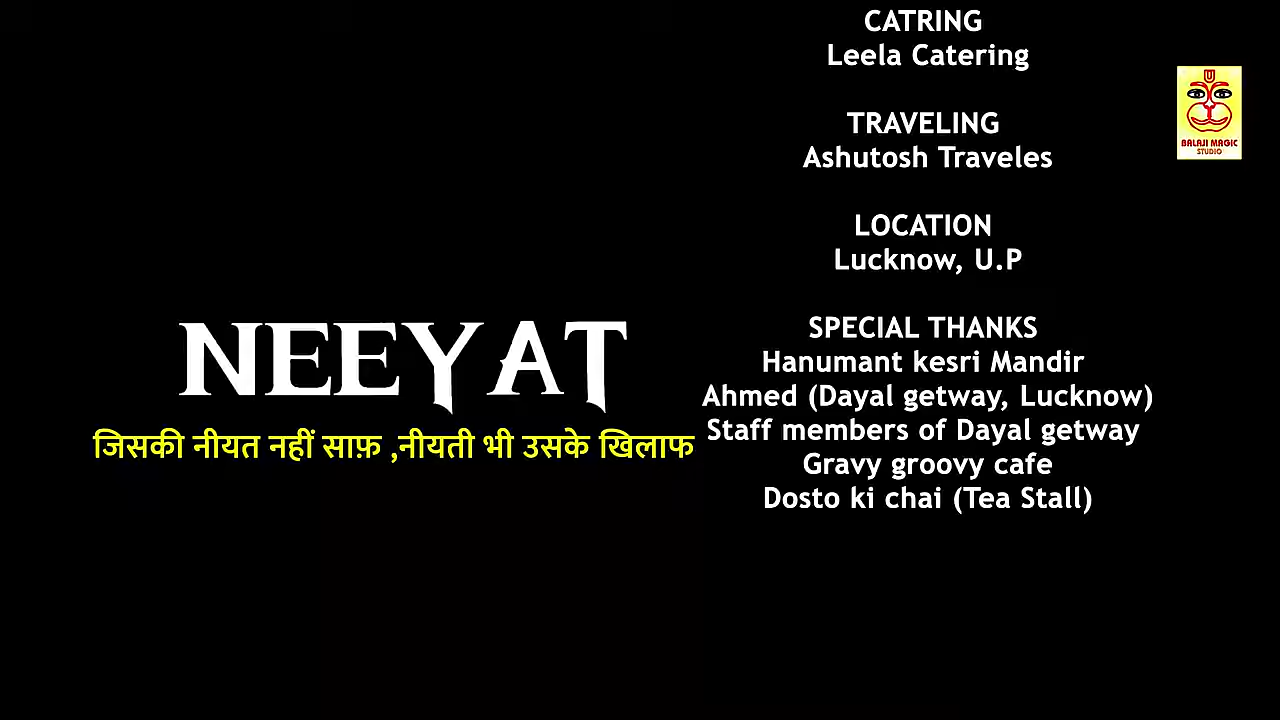 CATRING
Leela Catering
TRAVELING
Ashutosh Traveles
LOCATION
Lucknow, U.P
SPECIAL THANKS
Hanumant kesri Mandir
Ahmed (Dayal getway, Lucknow)
Staff members of Dayal getway
Gravy groovy cafe
Dosto ki chai (Tea Stall)
NEEYAT
जिसकी नीयत नहीं साफ़ ,नीयती भी उसके खिलाफ
BALAJI MAGIC
STUDIO